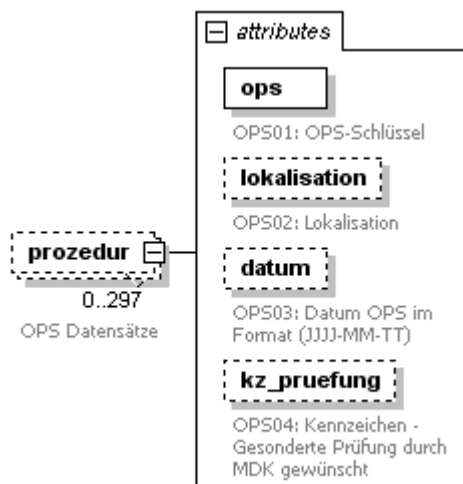 attributes
ops
OPS01: OPS-Schlüssel
lokalisation
OPS02: Lokalisation
prozedur
0..297
OPS Datensätze
datum
OPS03: Datum OPS im
Format (JJJJ-MM-TT)
kz_pruefung
OPS04: Kennzeichen -
Gesonderte Prüfung durch
MDK gewünscht